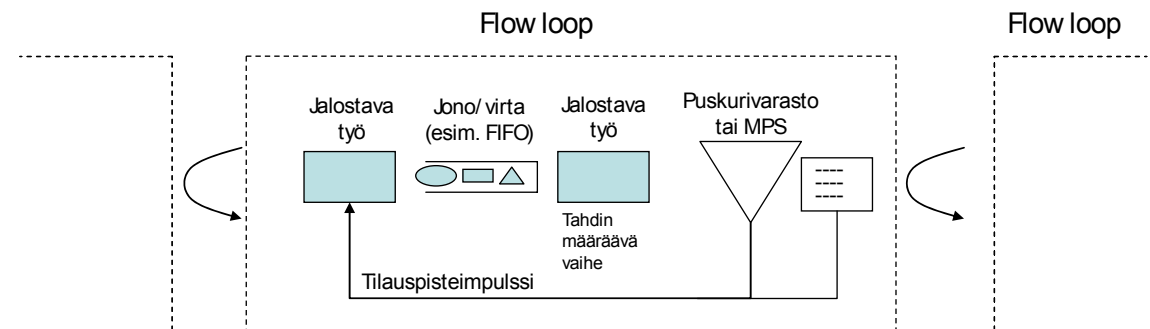 Flow loop
Flow loop
Jalostava
työ
Jono/ virta
(esim. FIFO)
Jalostava
työ
Puskurivarasto
tai MPS
Tahdin
määräävä
vaihe
Tilauspisteimpulssi